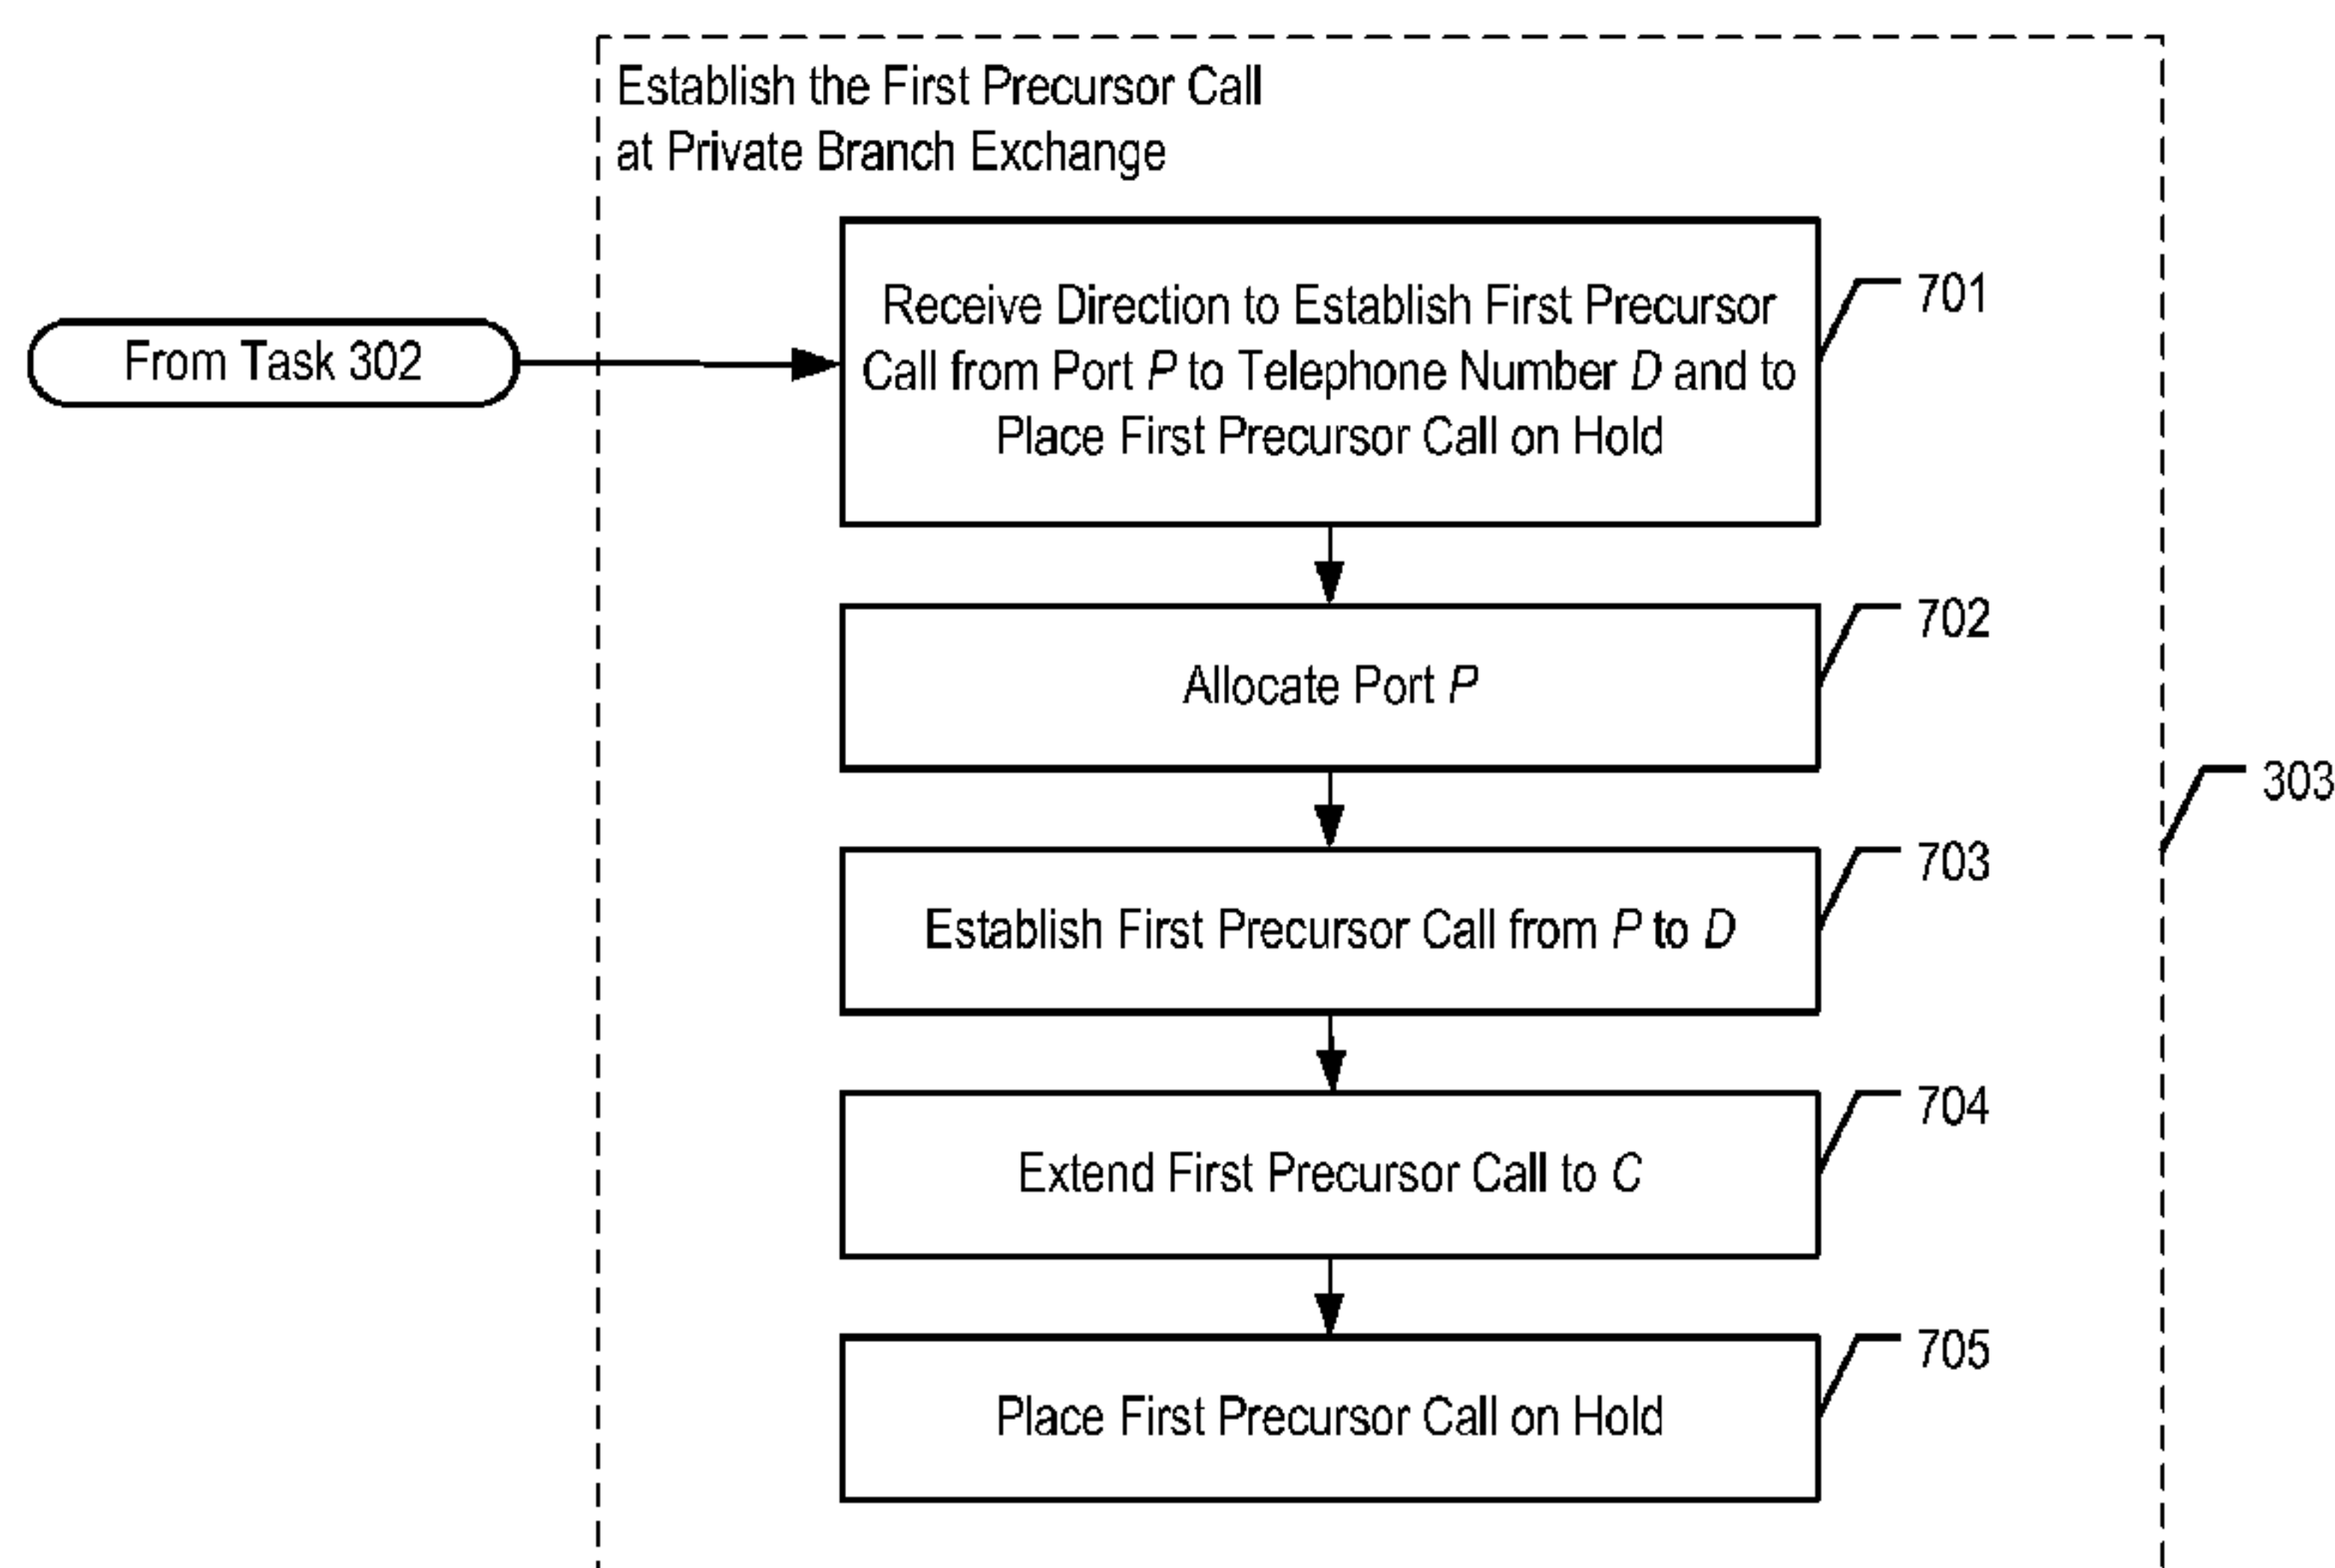 Establish the First Precursor Call
at Private Branch Exchange
From Task 302
Receive Direction to Establish First Precursor
Call from Port P to Telephone Number D and to
Place First Precursor Call on Hold
701
Allocate Port P
702
303
Establish First Precursor Call from P to D
703
Extend First Precursor Call to C
704
Place First Precursor Call on Hold
705